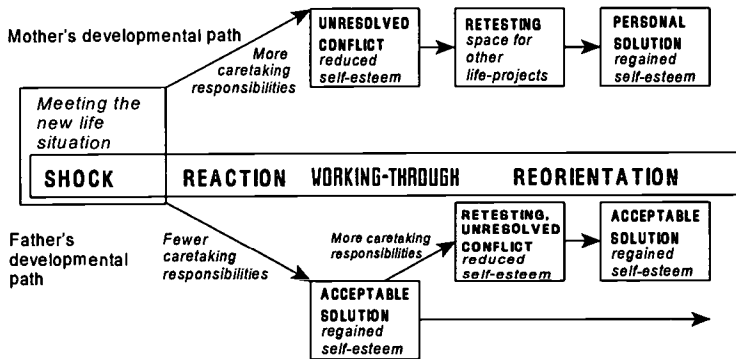 Mother's developmental path
More
caretaking
responsibilities
UNRESOLVED
CONFLICT
reduced
self-esteem
RETESTING
space for
other
life-projects
PERSONAL
SOLUTION
regained
self-esteem
Meeting the
new life
situation
SHOCK REACTION WORKING-THROUGH REORIENTATION
Father's
developmental
path
Fewer
caretaking
responsibilities
ACCEPTABLE
SOLUTION
regained
self-esteem
More caretaking
responsibilities
RETESTING,
UNRESOLVED
CONFLICT
reduced
self-esteem
ACCEPTABLE
SOLUTION
regained
self-esteem